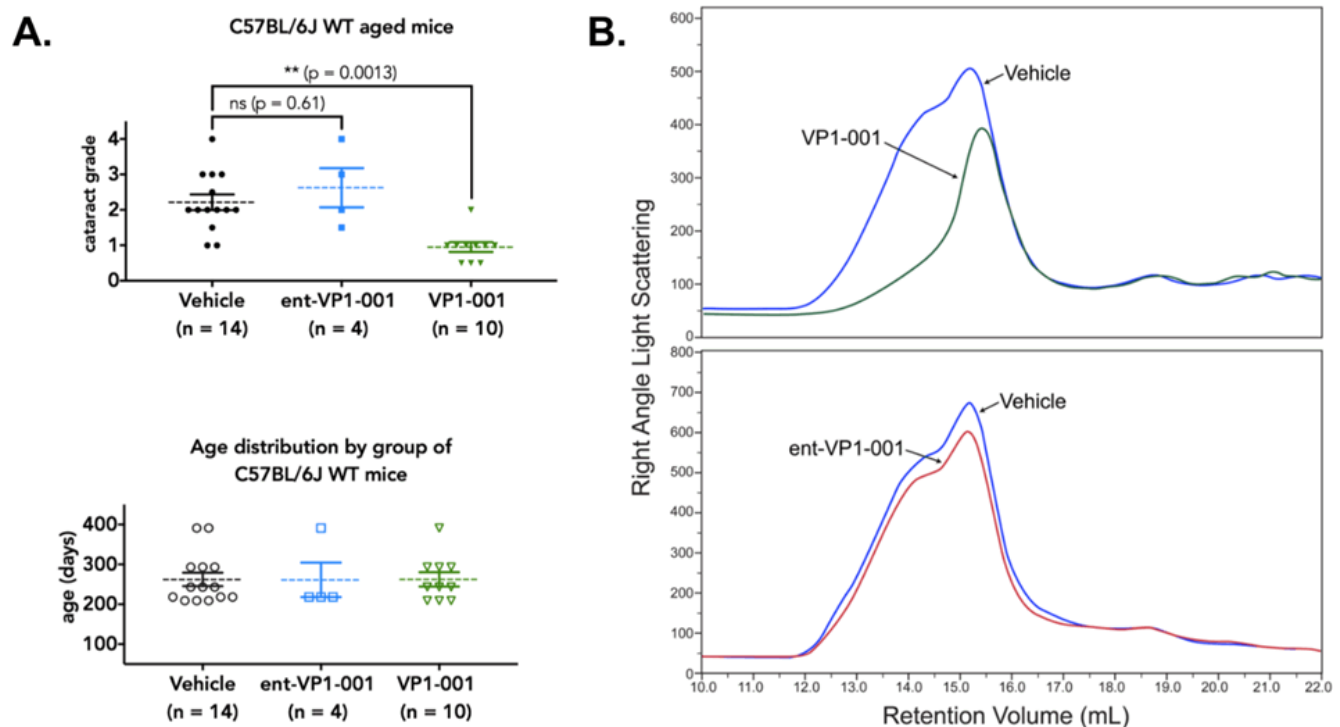 A.
C57BL/6J WT aged mice
** (p = 0.0013)
ns (p = 0.61)
cataract grade
4
3
2
1
0
Vehicle
(n = 14)
ent-VP1-001
(n = 4)
VP1-001
(n = 10)
Age distribution by group of
C57BL/6J WT mice
age (days)
400
300
200
100
Vehicle
(n = 14)
ent-VP1-001
(n = 4)
VP1-001
(n = 10)
B.
Right Angle Light Scattering
600
500
400
300
200
100
0
Vehicle
VP1-001
800
700
600
500
400
300
200
100
0
Vehicle
ent-VP1-001
10.0 11.0 12.0 13.0 14.0 15.0 16.0 17.0 18.0 19.0 20.0 21.0 22.0
Retention Volume (mL)